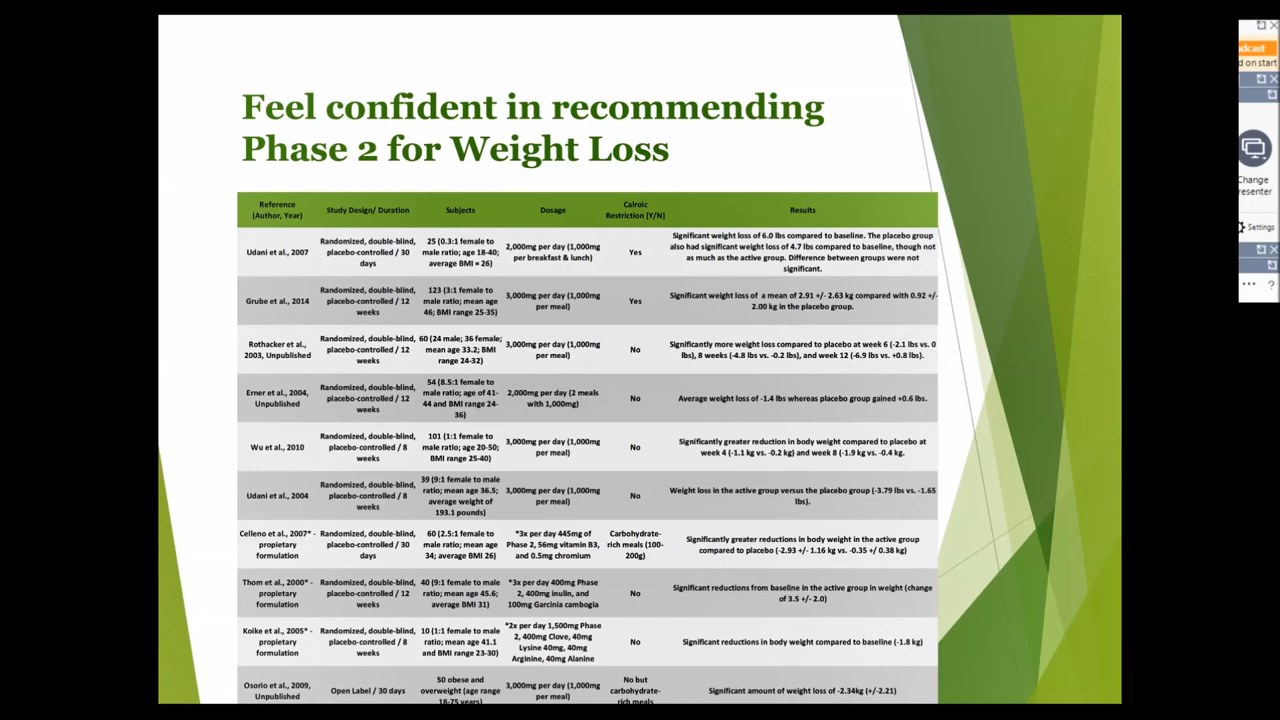 Feel confident in recommending
Phase 2 for Weight Loss
Reference
(Author, Year)
Study Design/ Duration
Subjects
Dosage
Calroic
Restriction [Y/N]
Results
Udani et al., 2007
Randomized, double-blind,
placebo-controlled / 30
days
25 (0.3:1 female to
male ratio; age 18-40;
average BMI = 26)
2,000mg per day (1,000mg
per breakfast & lunch)
Yes
Significant weight loss of 6.0 lbs compared to baseline. The placebo group
also had significant weight loss of 4.7 lbs compared to baseline, though not
as much as the active group. Difference between groups were not
significant.
Grube et al., 2014
Randomized, double-blind,
placebo-controlled / 12
weeks
123 (3:1 female to
male ratio; mean age
46; BMI range 25-35)
3,000mg per day (1,000mg
per meal)
Yes
Significant weight loss of a mean of 2.91 +/- 2.63 kg compared with 0.92 +/-
2.00 kg in the placebo group.
Rothacker et al.,
2003, Unpublished
Randomized, double-blind,
placebo-controlled / 12
weeks
60 (24 male; 36 female;
mean age 33.2; BMI
range 24-32)
3,000mg per day (1,000mg
per meal)
No
Significantly more weight loss compared to placebo at week 6 (-2.1 lbs vs. 0
lbs), 8 weeks (-4.8 lbs vs. -0.2 lbs), and week 12 (-6.9 lbs vs. +0.8 lbs).
Erner et al., 2004,
Unpublished
Randomized, double-blind,
placebo-controlled / 12
weeks
54 (8.5:1 female to
male ratio; age of 41-
44 and BMI range 24-
36)
2,000mg per day (2 meals
with 1,000mg)
No
Average weight loss of -1.4 lbs whereas placebo group gained +0.6 lbs.
Wu et al., 2010
Randomized, double-blind,
placebo-controlled / 8
weeks
101 (1:1 female to
male ratio; age 20-50;
BMI range 25-40)
3,000mg per day (1,000mg
per meal)
No
Significantly greater reduction in body weight compared to placebo at
week 4 (-1.1 kg vs. -0.2 kg) and week 8 (-1.9 kg vs. -0.4 kg.
Udani et al., 2004
Randomized, double-blind,
placebo-controlled / 8
weeks
39 (9:1 female to male
ratio; mean age 36.5;
average weight of
193.1 pounds)
3,000mg per day (1,000mg
per meal)
No
Weight loss in the active group versus the placebo group (-3.79 lbs vs. -1.65
lbs).
Celleno et al., 2007* -
propietary
formulation
Randomized, double-blind,
placebo-controlled / 30
days
60 (2.5:1 female to
male ratio; mean age
34; average BMI 26)
*3x per day 445mg of
Phase 2, 56mg vitamin B3,
and 0.5mg chromium
Carbohydrate-
rich meals (100-
200g)
Significantly greater reductions in body weight in the active group
compared to placebo (-2.93 +/- 1.16 kg vs. -0.35 +/ 0.38 kg)
Thom et al., 2000* -
propietary
formulation
Randomized, double-blind,
placebo-controlled / 12
weeks
40 (9:1 female to male
ratio; mean age 45.6;
average BMI 31)
*3x per day 400mg Phase
2, 400mg inulin, and
100mg Garcinia cambogia
No
Significant reductions from baseline in the active group in weight (change
of 3.5 +/- 2.0)
Koike et al., 2005* -
propietary
formulation
Randomized, double-blind,
placebo-controlled / 8
weeks
10 (1:1 female to male
ratio; mean age 41.1
and BMI range 23-30)
*2x per day 1,500mg Phase
2, 400mg Clove, 40mg
Lysine 40mg, 40mg
Arginine, 40mg Alanine
No
Significant reductions in body weight compared to baseline (-1.8 kg)
Osorio et al., 2009,
Unpublished
Open Label / 30 days
50 obese and
overweight (age range
18-75 years)
3,000mg per day (1,000mg
per meal)
No but
carbohydrate-
rich meals
Significant amount of weight loss of -2.34kg (+/-2.21)
dcast
d on start
Change
resenter
Settings